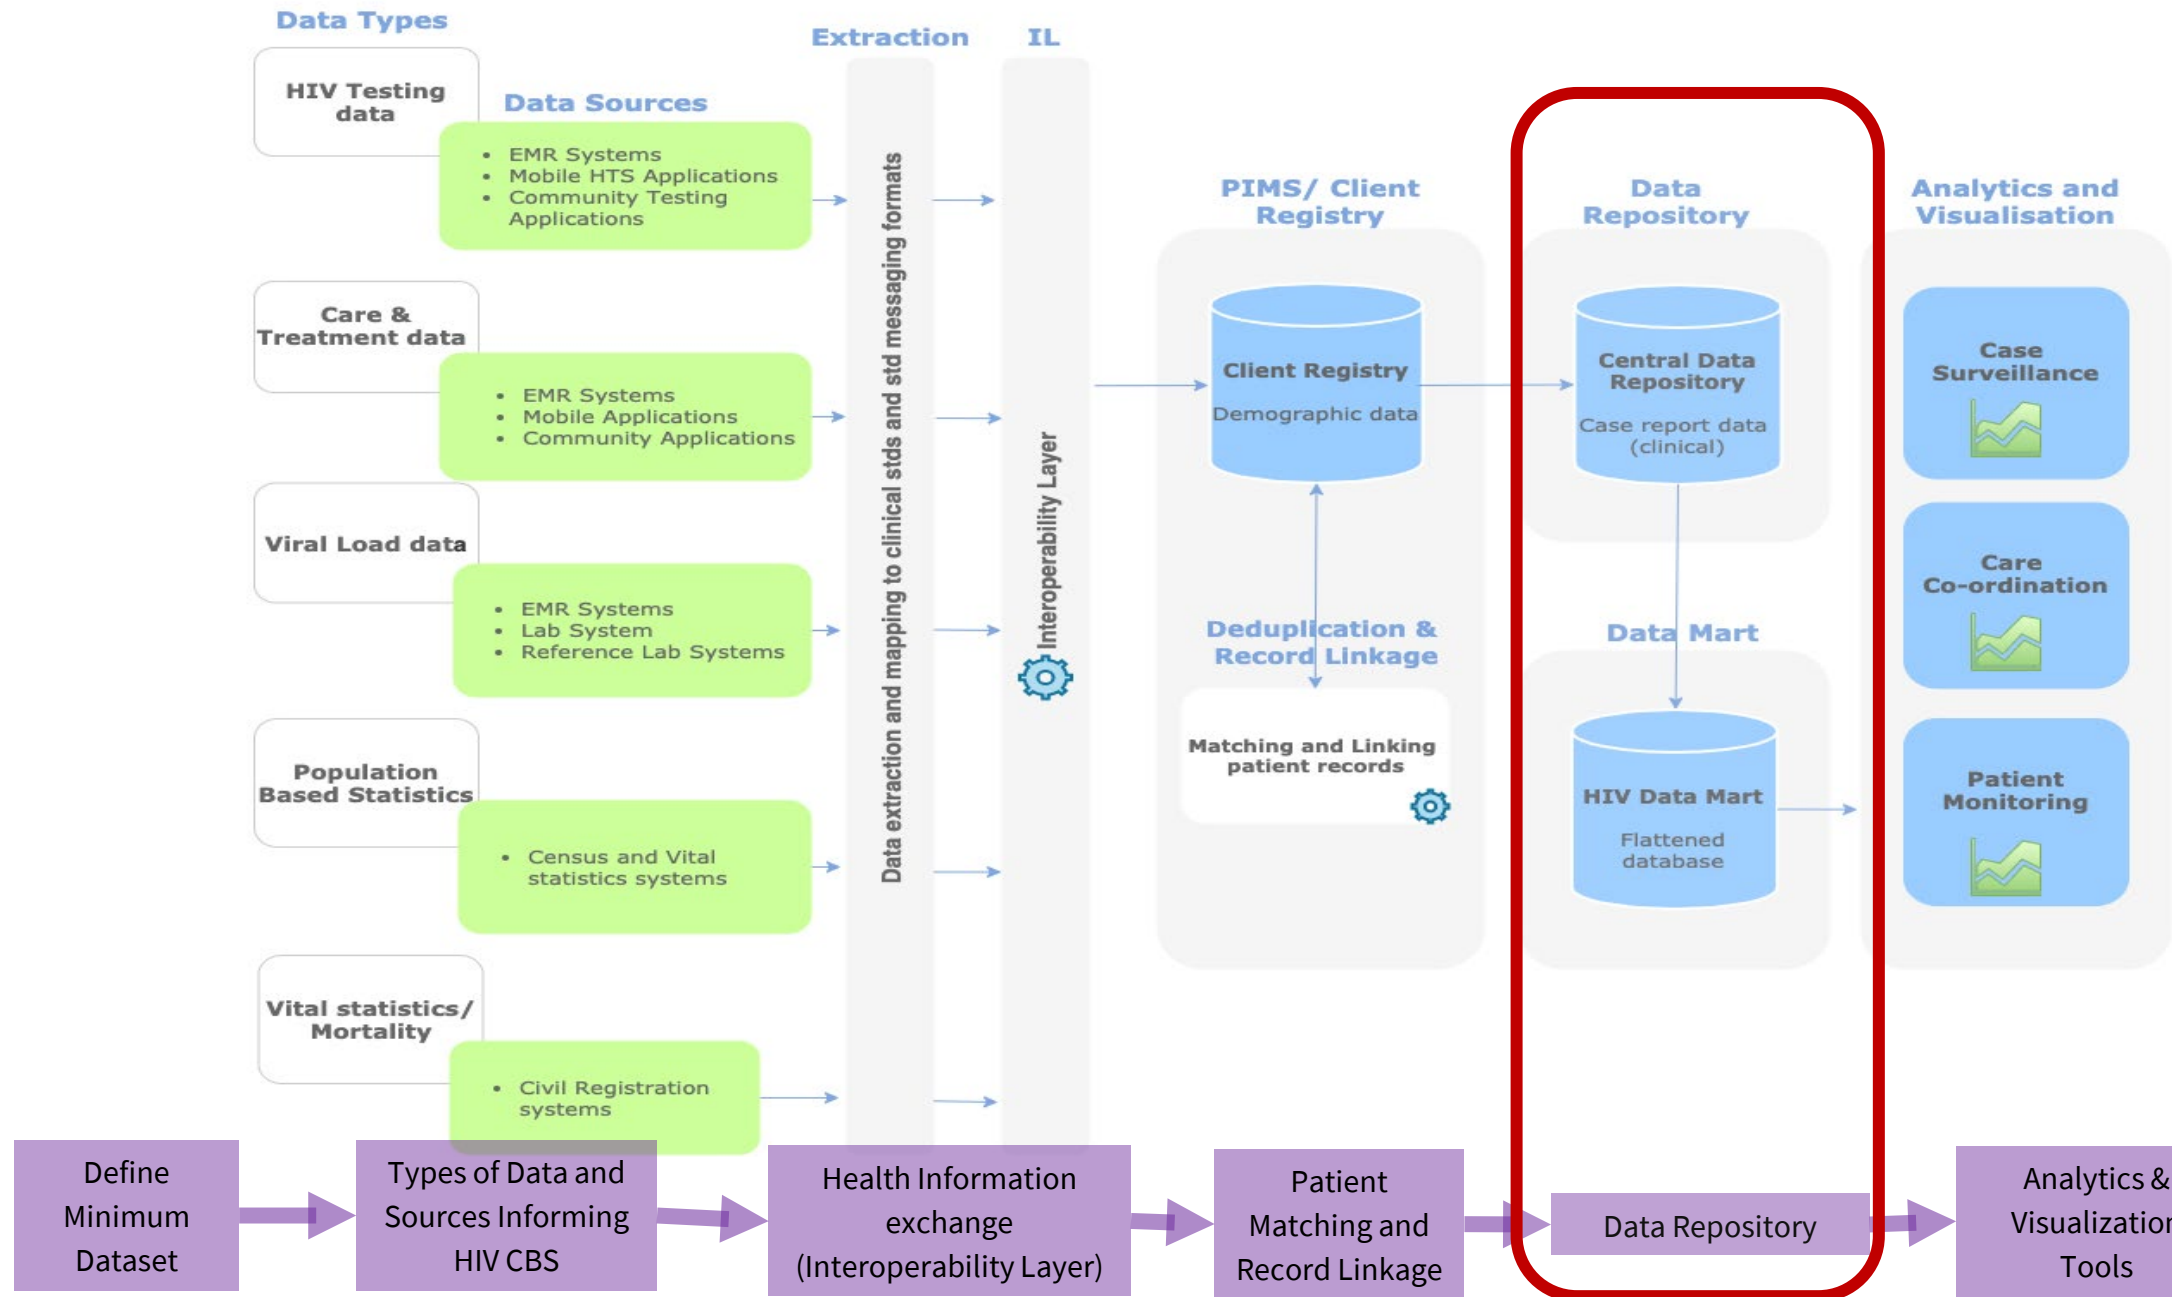 Data Types
HIV Testing
data
Data Sources
• EMR Systems
• Mobile HTS Applications
• Community Testing
Applications
Care &
Treatment data
• EMR Systems
• Mobile Applications
• Community Applications
Viral Load data
• EMR Systems
• Lab System
• Reference Lab Systems
Population
Based Statistics
• Census and Vital
statistics systems
Vital statistics/
Mortality
• Civil Registration
systems
Extraction
Data extraction and mapping to clinical stds and std messaging formats
IL
Interoperability Layer
PIMS/ Client
Registry
Client Registry
Demographic data
Deduplication &
Record Linkage
Matching and Linking
patient records
Data
Repository
Central Data
Repository
Case report data
(clinical)
Data Mart
HIV Data Mart
Flattened
database
Analytics and
Visualisation
Case
Surveillance
Care
Co-ordination
Patient
Monitoring
Define
Minimum
Dataset
Types of Data and
Sources Informing
HIV CBS
Health Information
exchange
(Interoperability Layer)
Patient
Matching and
Record Linkage
Data Repository
Analytics &
Visualization
Tools